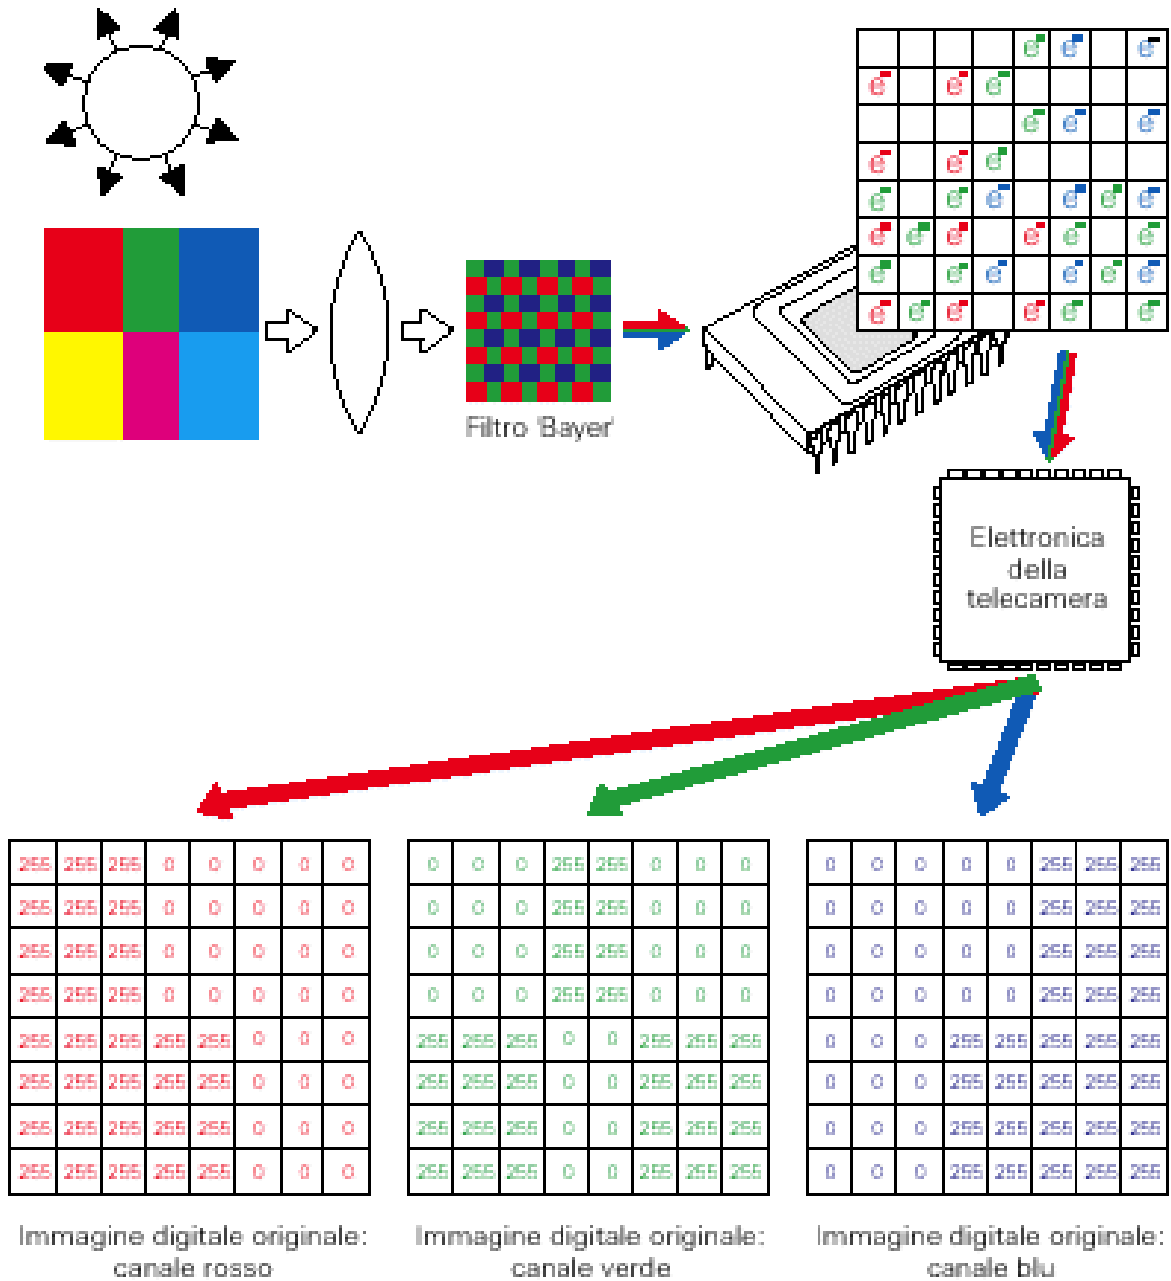 e⁻ e⁻ e⁻
e⁻ e⁻ e⁻
e⁻ e⁻ e⁻
e⁻ e⁻ e⁻
e⁻ e⁻ e⁻ e⁻ e⁻ e⁻
e⁻ e⁻ e⁻ e⁻ e⁻ e⁻
e⁻ e⁻ e⁻ e⁻ e⁻ e⁻
e⁻ e⁻ e⁻ e⁻ e⁻ e⁻
Filtro 'Bayer'
Elettronica
della
telecamera
255 255 255 0 0 0 0 0
255 255 255 0 0 0 0 0
255 255 255 0 0 0 0 0
255 255 255 0 0 0 0 0
255 255 255 255 255 0 0 0
255 255 255 255 255 0 0 0
255 255 255 255 255 0 0 0
255 255 255 255 255 0 0 0
Immagine digitale originale:
canale rosso
0 0 0 255 255 0 0 0
0 0 0 255 255 0 0 0
0 0 0 255 255 0 0 0
0 0 0 255 255 0 0 0
255 255 255 0 0 255 255 255
255 255 255 0 0 255 255 255
255 255 255 0 0 255 255 255
255 255 255 0 0 255 255 255
Immagine digitale originale:
canale verde
0 0 0 0 0 255 255 255
0 0 0 0 0 255 255 255
0 0 0 0 0 255 255 255
0 0 0 0 0 255 255 255
0 0 0 255 255 255 255 255
0 0 0 255 255 255 255 255
0 0 0 255 255 255 255 255
0 0 0 255 255 255 255 255
Immagine digitale originale:
canale blu